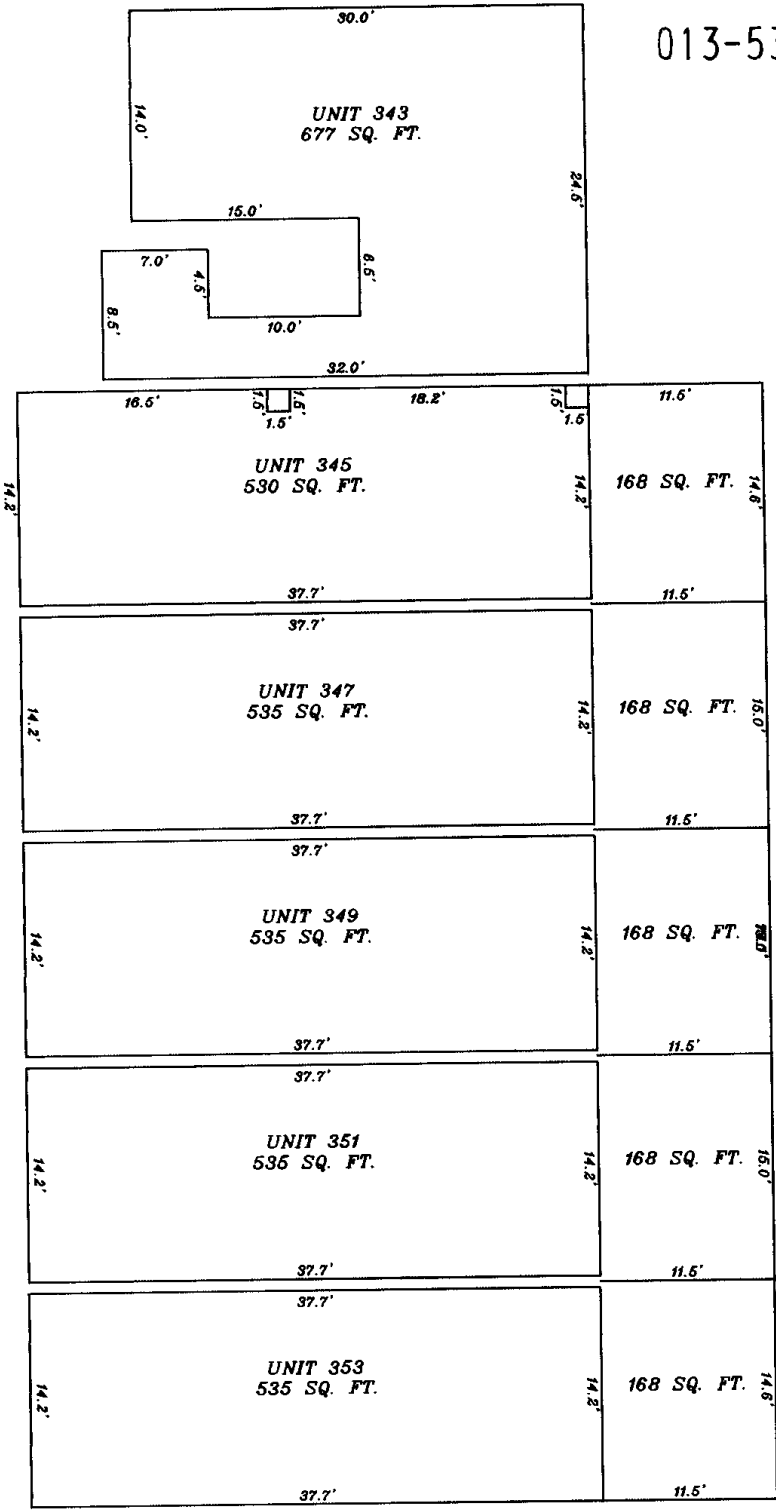 30.0'
013-53
14.0'
UNIT 343
677 SQ. FT.
24.5'
15.0'
7.0'
4.5'
6.5'
8.5'
10.0'
32.0'
16.5'
1.5'
1.5'
1.5'
18.2'
1.5'
1.5'
11.5'
14.2'
UNIT 345
530 SQ. FT.
14.2'
168 SQ. FT.
14.6'
37.7'
11.5'
37.7'
14.2'
UNIT 347
535 SQ. FT.
14.2'
168 SQ. FT.
15.0'
37.7'
11.5'
37.7'
14.2'
UNIT 349
535 SQ. FT.
14.2'
168 SQ. FT.
37.7'
11.5'
37.7'
14.2'
UNIT 351
535 SQ. FT.
14.2'
168 SQ. FT.
15.0'
37.7'
11.5'
37.7'
14.2'
UNIT 353
535 SQ. FT.
14.2'
168 SQ. FT.
14.6'
37.7'
11.5'